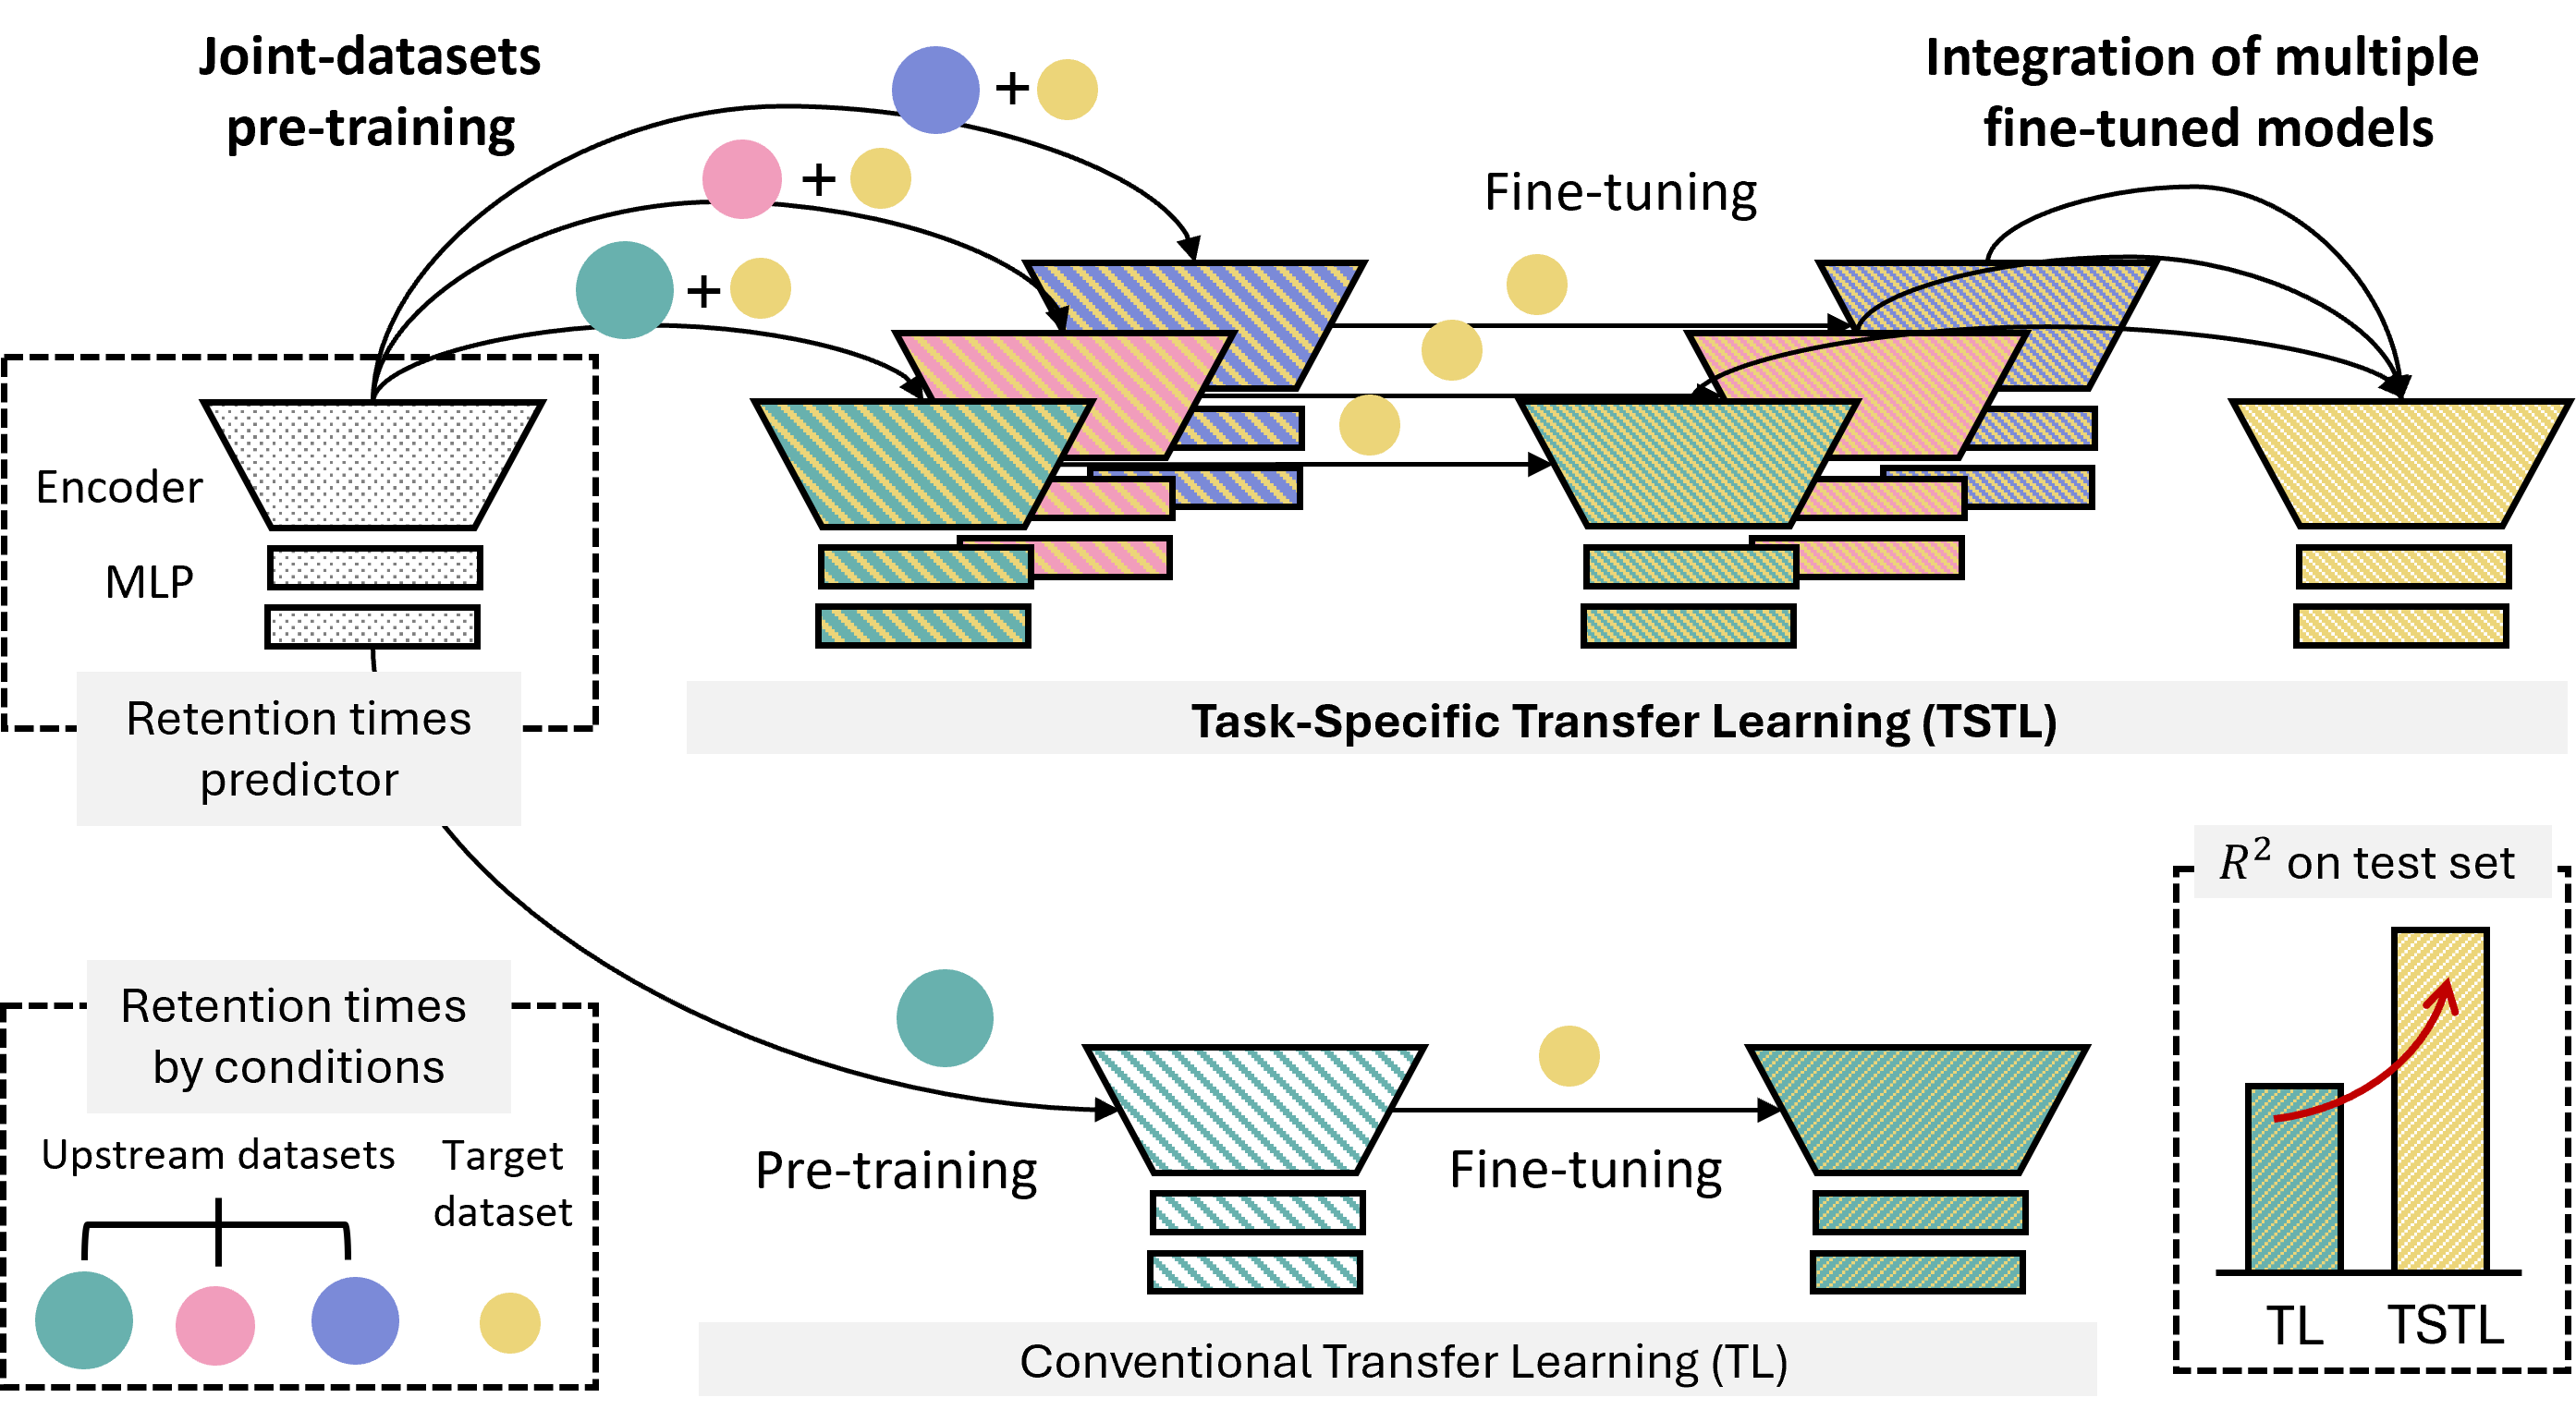 Joint-datasets
pre-training
+
+
+
Fine-tuning
Integration of multiple
fine-tuned models
Encoder
MLP
Retention times
predictor
Task-Specific Transfer Learning (TSTL)
Retention times
by conditions
Upstream datasets
Target
dataset
Pre-training
Fine-tuning
Conventional Transfer Learning (TL)
R² on test set
TL
TSTL